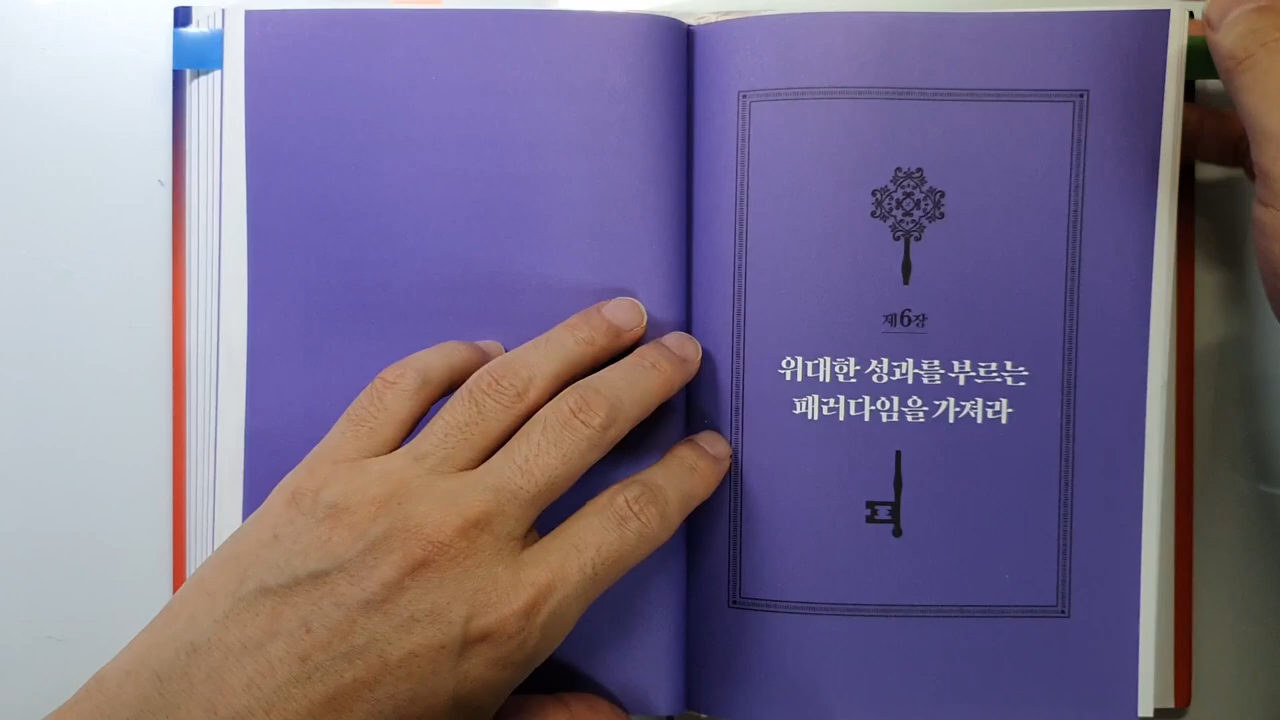 제6장
위대한 성과를 부르는
패러다임을 가져라